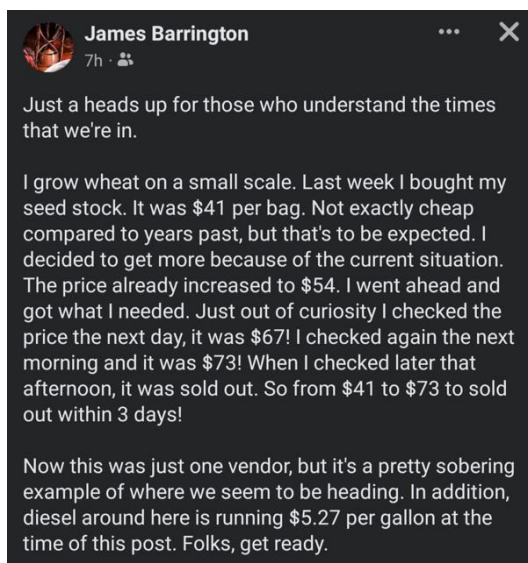 James Barrington
7h ·
Just a heads up for those who understand the times
that we're in.
I grow wheat on a small scale. Last week I bought my
seed stock. It was $41 per bag. Not exactly cheap
compared to years past, but that's to be expected. I
decided to get more because of the current situation.
The price already increased to $54. I went ahead and
got what I needed. Just out of curiosity I checked the
price the next day, it was $67! I checked again the next
morning and it was $73! When I checked later that
afternoon, it was sold out. So from $41 to $73 to sold
out within 3 days!
Now this was just one vendor, but it's a pretty sobering
example of where we seem to be heading. In addition,
diesel around here is running $5.27 per gallon at the
time of this post. Folks, get ready.